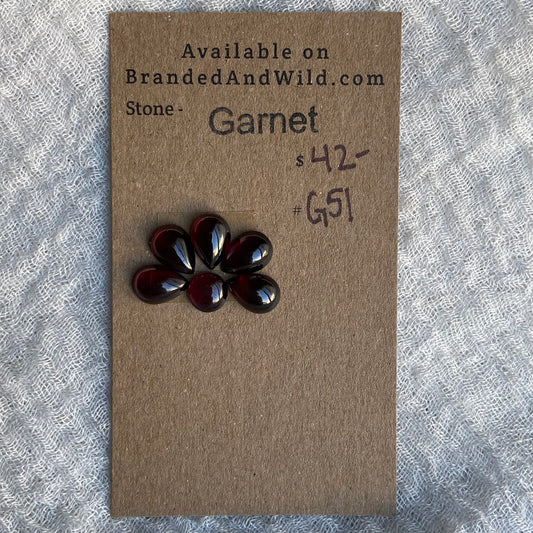 Available on
BrandedAndWild.com
Stone - Garnet
$ 42-
# G51